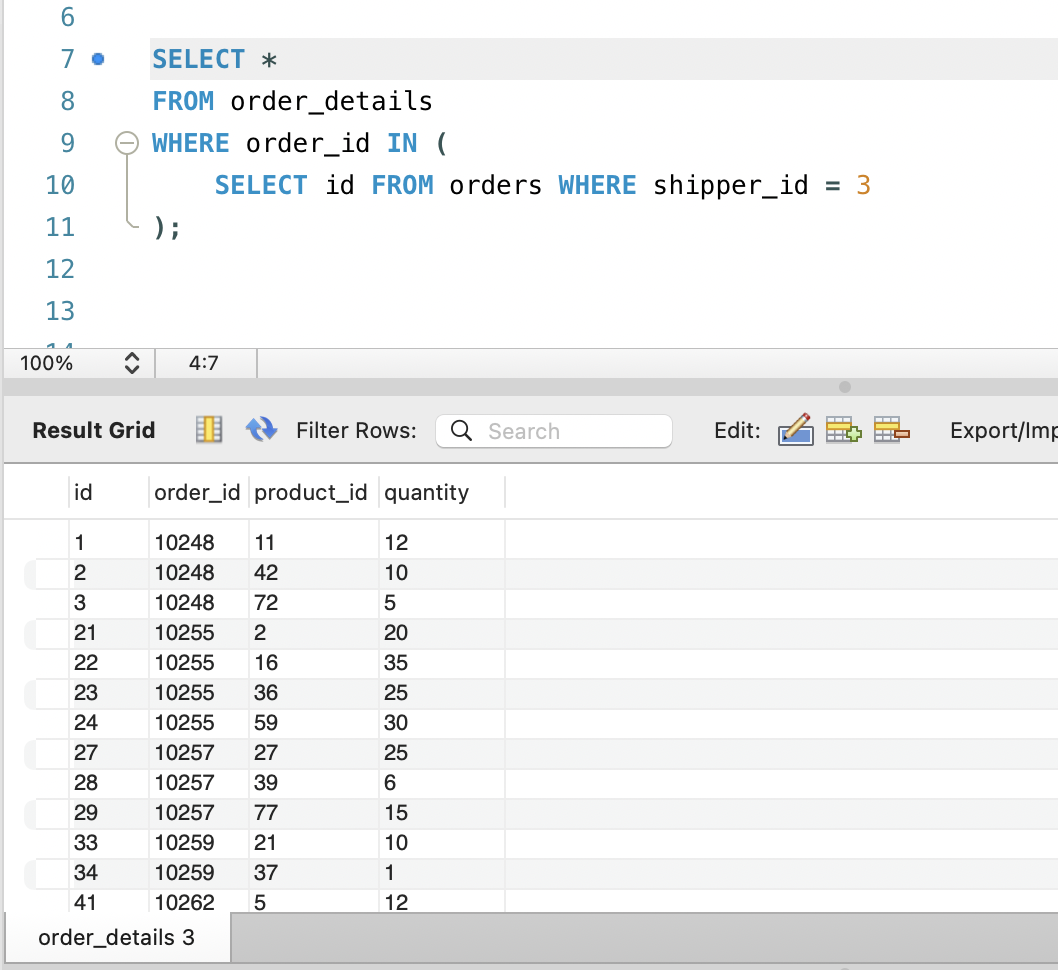 6
7 SELECT *
8 FROM order_details
9 WHERE order_id IN (
10 SELECT id FROM orders WHERE shipper_id = 3
11 );
12
13
100% 4:7
Result Grid Filter Rows: Search Edit: Export/Imp
id order_id product_id quantity
1 10248 11 12
2 10248 42 10
3 10248 72 5
21 10255 2 20
22 10255 16 35
23 10255 36 25
24 10255 59 30
27 10257 27 25
28 10257 39 6
29 10257 77 15
33 10259 21 10
34 10259 37 1
41 10262 5 12
order_details 3